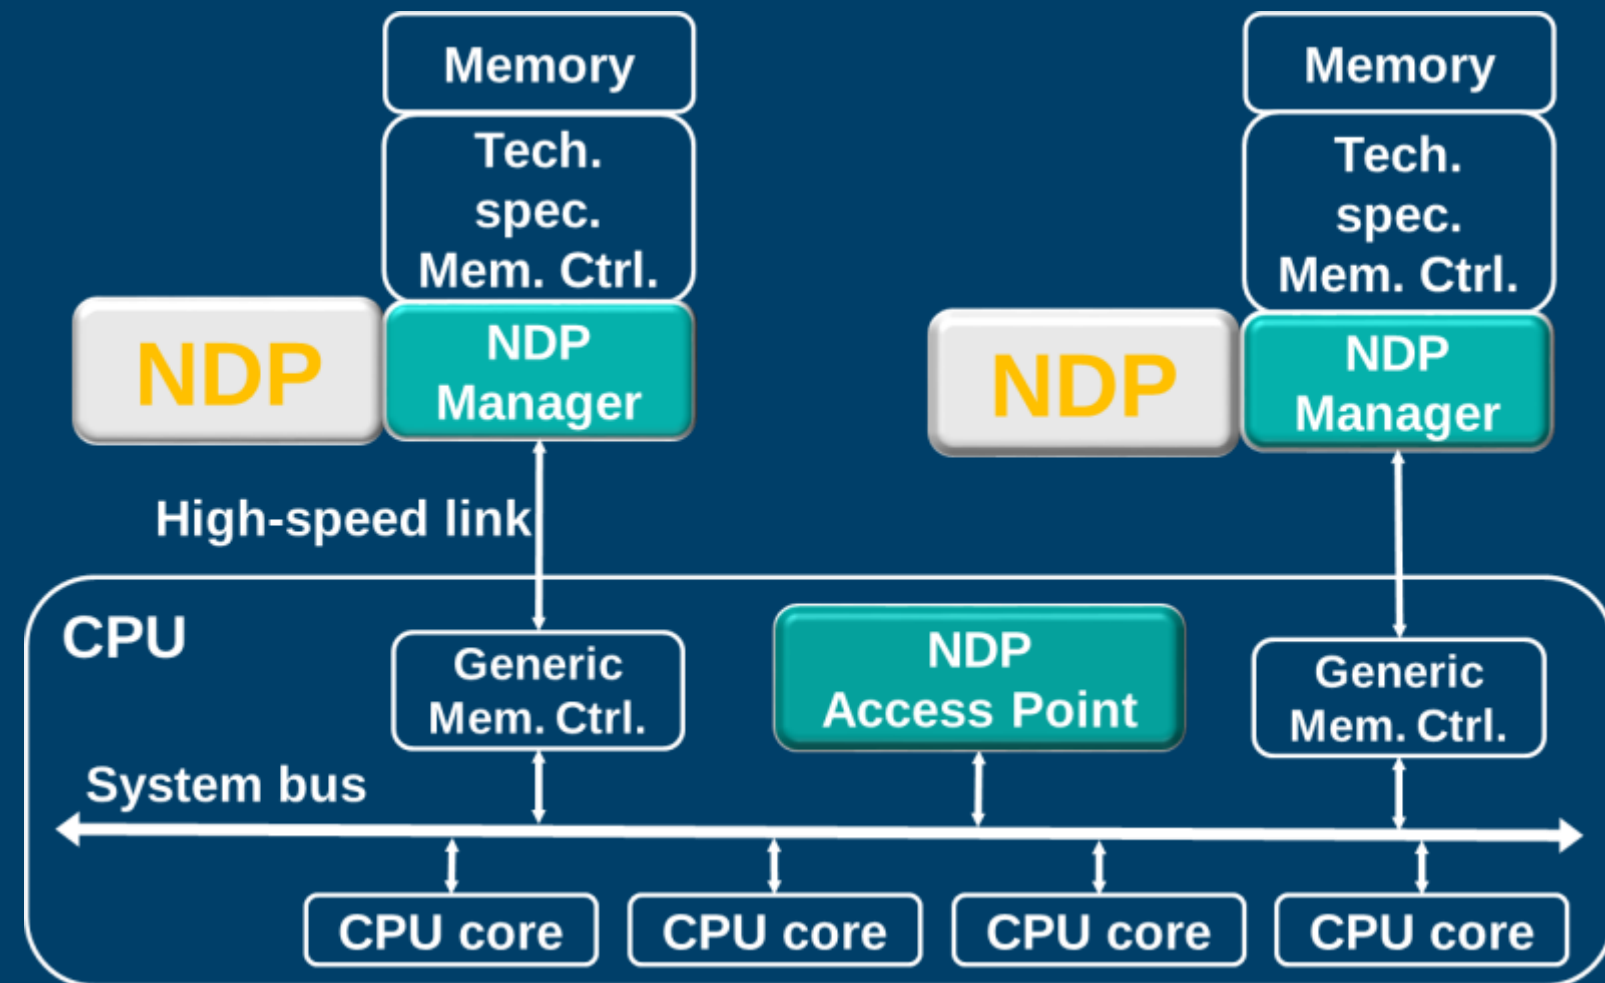 Memory
Tech.
spec.
Mem. Ctrl.
NDP
NDP
Manager
Memory
Tech.
spec.
Mem. Ctrl.
NDP
NDP
Manager
High-speed link
CPU
Generic
Mem. Ctrl.
NDP
Access Point
Generic
Mem. Ctrl.
System bus
CPU core
CPU core
CPU core
CPU core